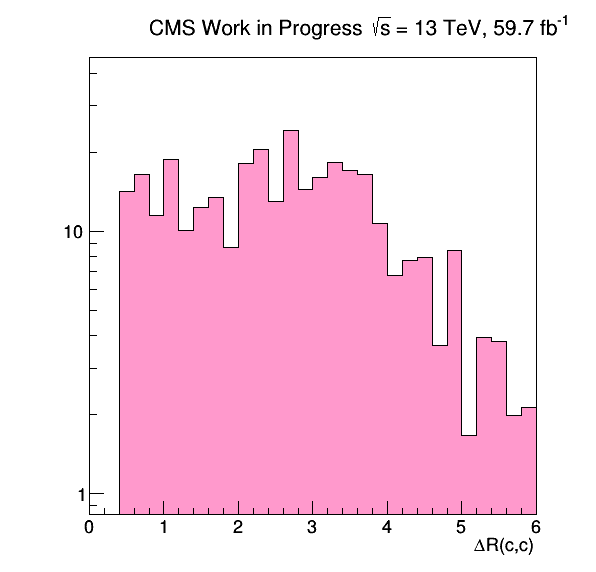 CMS Work in Progress √s = 13 TeV, 59.7 fb⁻¹
10
1
0 1 2 3 4 5 6
ΔR(c,c)